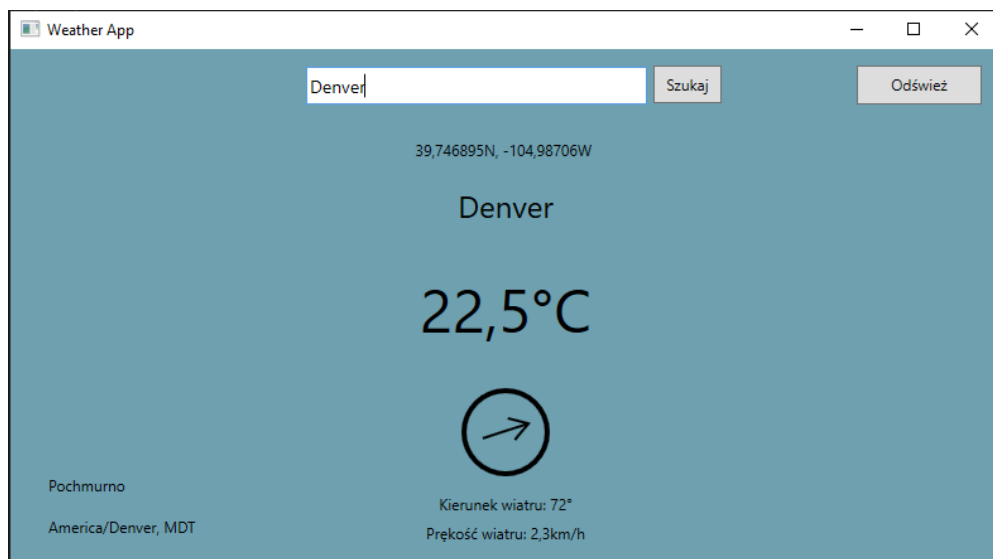 Weather App
Denver
Szukaj
Odśwież
39,746895N, -104,98706W
Denver
22,5°C
Pochmurno
Kierunek wiatru: 72°
America/Denver, MDT
Prękość wiatru: 2,3km/h